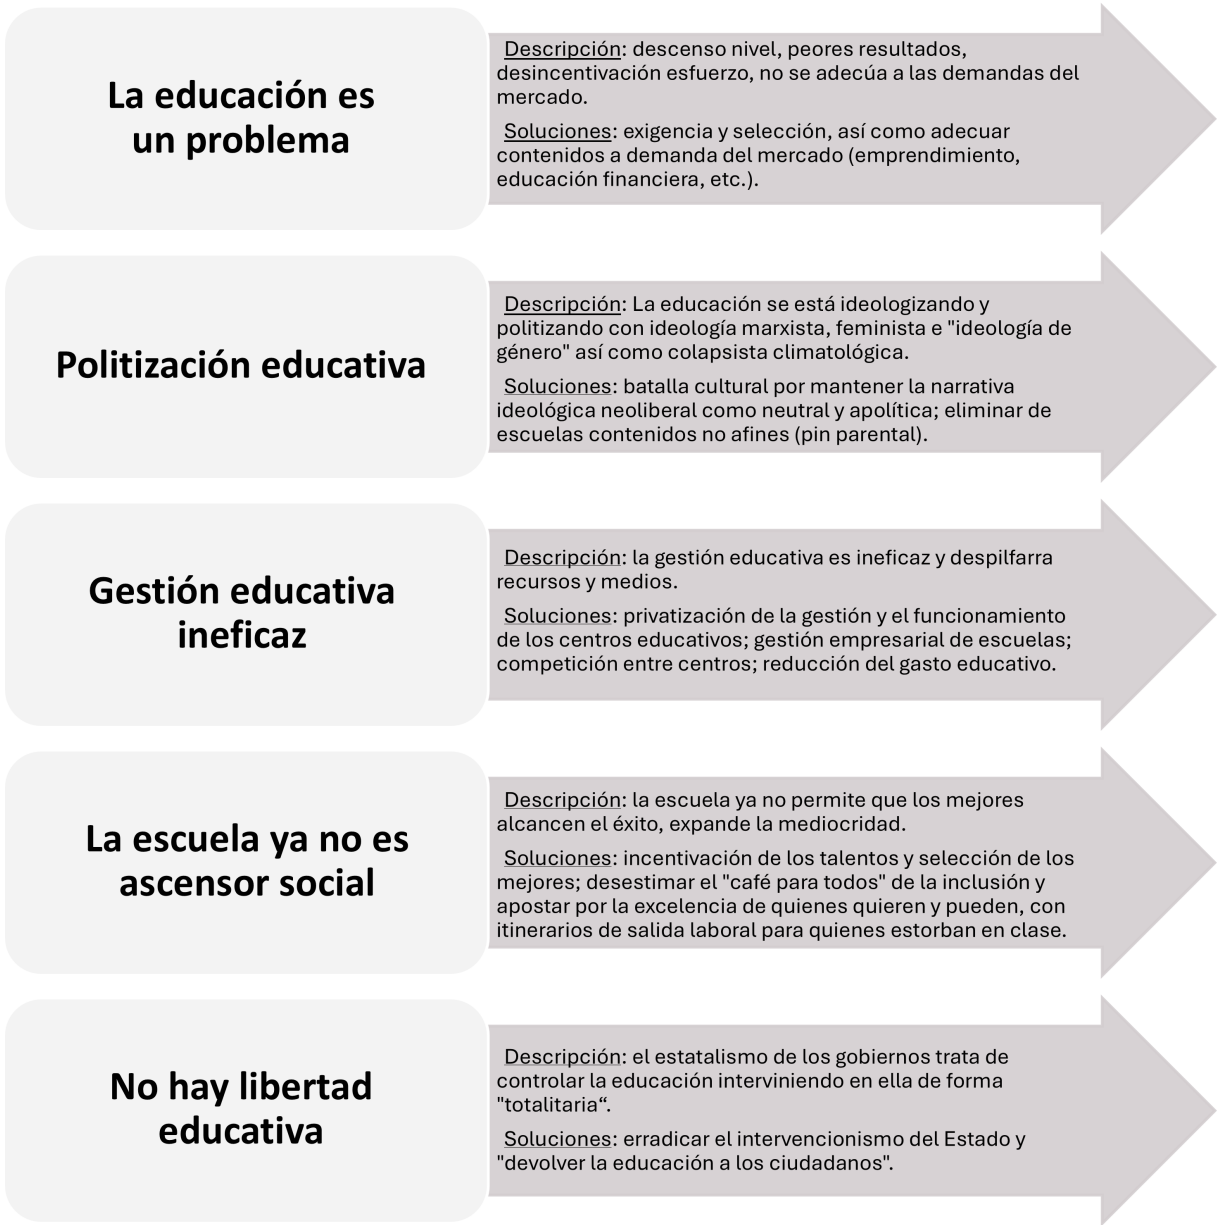 La educación es
un problema
Descripción: descenso nivel, peores resultados,
desincentivación esfuerzo, no se adecúa a las demandas del
mercado.
Soluciones: exigencia y selección, así como adecuar
contenidos a demanda del mercado (emprendimiento,
educación financiera, etc.).
Politización educativa
Descripción: La educación se está ideologizando y
politizando con ideología marxista, feminista e "ideología de
género" así como colapsista climatológica.
Soluciones: batalla cultural por mantener la narrativa
ideológica neoliberal como neutral y apolítica; eliminar de
escuelas contenidos no afines (pin parental).
Gestión educativa
ineficaz
Descripción: la gestión educativa es ineficaz y despilfarra
recursos y medios.
Soluciones: privatización de la gestión y el funcionamiento
de los centros educativos; gestión empresarial de escuelas;
competición entre centros; reducción del gasto educativo.
La escuela ya no es
ascensor social
Descripción: la escuela ya no permite que los mejores
alcancen el éxito, expande la mediocridad.
Soluciones: incentivación de los talentos y selección de los
mejores; desestimar el "café para todos" de la inclusión y
apostar por la excelencia de quienes quieren y pueden, con
itinerarios de salida laboral para quienes estorban en clase.
No hay libertad
educativa
Descripción: el estatalismo de los gobiernos trata de
controlar la educación interviniendo en ella de forma
"totalitaria“.
Soluciones: erradicar el intervencionismo del Estado y
"devolver la educación a los ciudadanos".